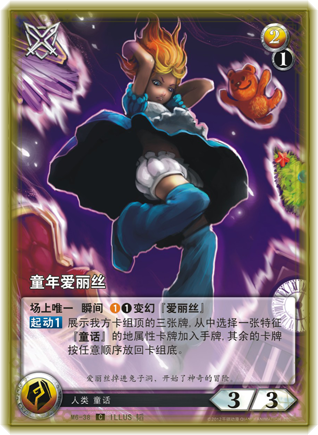 2
1
童年爱丽丝
场上唯一 瞬间 11变幻『爱丽丝』
起动1 展示我方卡组顶的三张牌,从中选择一张特征
『童话』的地属性卡牌加入手牌,其余的卡牌
按任意顺序放回卡组底.
爱丽丝掉进兔子洞,开始了神奇的冒险.
人类 童话
3/3
C ILLUS